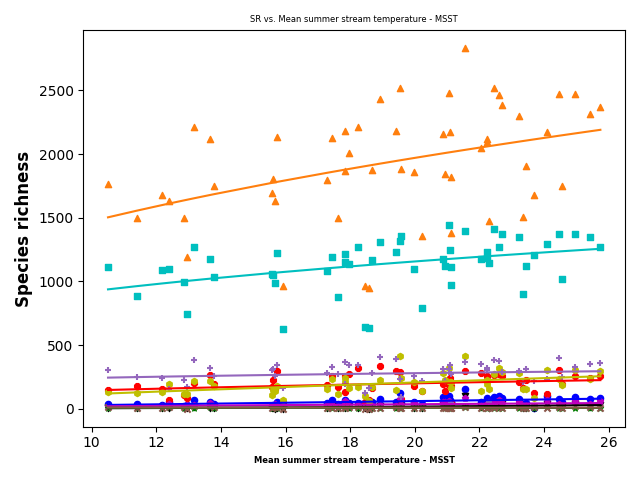 SR vs. Mean summer stream temperature - MSST
Species richness
2500
2000
1500
1000
500
0
10 12 14 16 18 20 22 24 26
Mean summer stream temperature - MSST